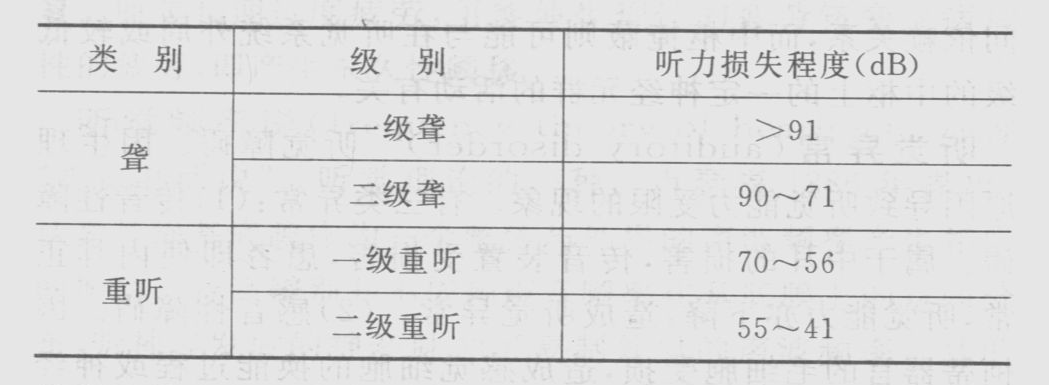 类 别 级 别 听力损失程度(dB)
聋 一级聋 >91
二级聋 90～71
重听 一级重听 70～56
二级重听 55～41